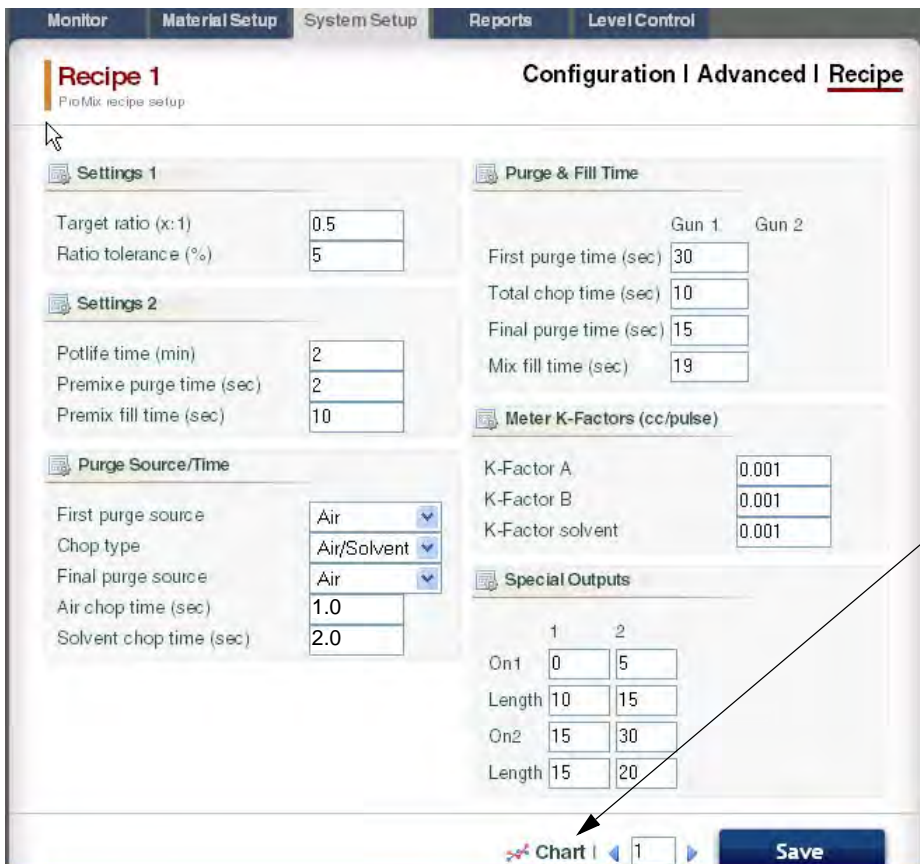 Monitor Material Setup System Setup Reports Level Control
Recipe 1
ProMix recipe setup
Configuration | Advanced | Recipe
Settings 1
Target ratio (x:1) 0.5
Ratio tolerance (%) 5
Settings 2
Potlife time (min) 2
Premixe purge time (sec) 2
Premix fill time (sec) 10
Purge Source/Time
First purge source Air
Chop type Air/Solvent
Final purge source Air
Air chop time (sec) 1.0
Solvent chop time (sec) 2.0
Purge & Fill Time
Gun 1 Gun 2
First purge time (sec) 30
Total chop time (sec) 10
Final purge time (sec) 15
Mix fill time (sec) 19
Meter K-Factors (cc/pulse)
K-Factor A 0.001
K-Factor B 0.001
K-Factor solvent 0.001
Special Outputs
1 2
On1 0 5
Length 10 15
On2 15 30
Length 15 20
Chart | 1 Save